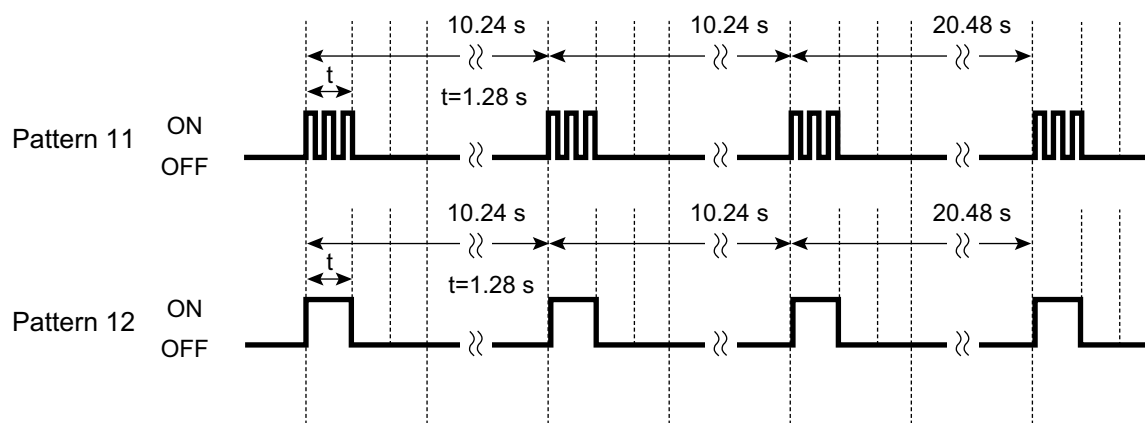 10.24 s 10.24 s 20.48 s
t
t=1.28 s
Pattern 11 ON
OFF
10.24 s 10.24 s 20.48 s
t
t=1.28 s
Pattern 12 ON
OFF